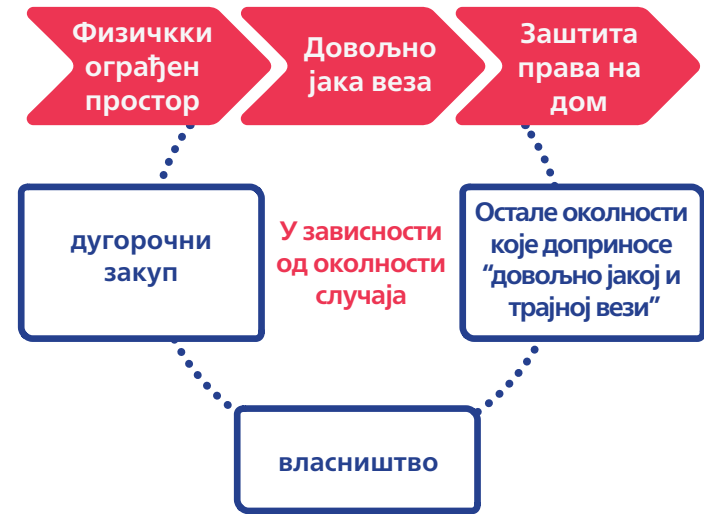 Физичкки
ограђен
простор
Довољно
јака веза
Заштита
права на
дом
дугорочни
закуп
У зависности
од околности
случаја
Остале околности
које доприносе
“довољно јакој и
трајној вези”
власништво